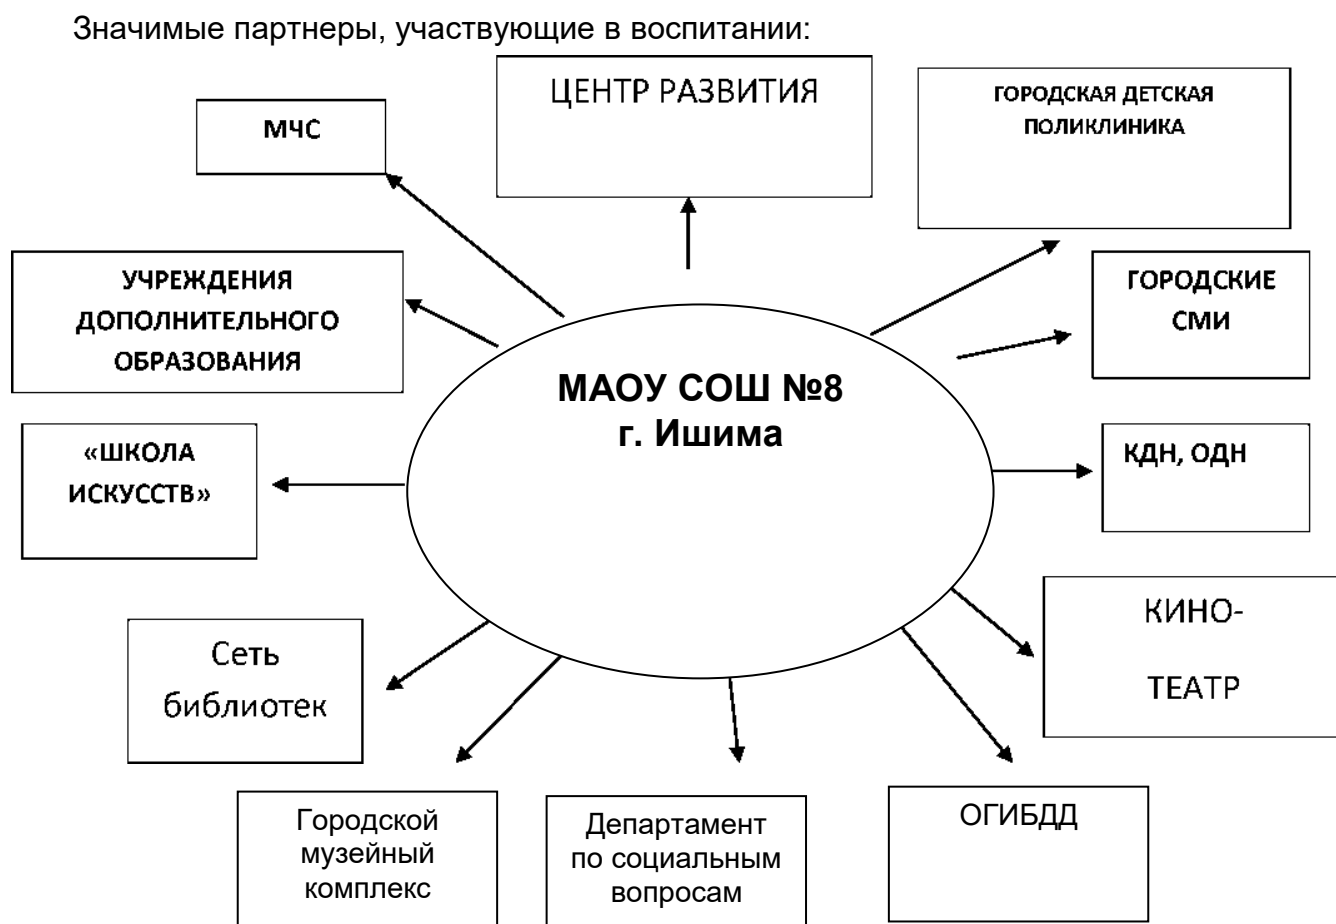 Значимые партнеры, участвующие в воспитании:
ЦЕНТР РАЗВИТИЯ
ГОРОДСКАЯ ДЕТСКАЯ
ПОЛИКЛИНИКА
МЧС
УЧРЕЖДЕНИЯ
ДОПОЛНИТЕЛЬНОГО
ОБРАЗОВАНИЯ
ГОРОДСКИЕ
СМИ
МАОУ СОШ №8
г. Ишима
«ШКОЛА
ИСКУССТВ»
КДН, ОДН
КИНО-
ТЕАТР
Сеть
библиотек
Городской
музейный
комплекс
Департамент
по социальным
вопросам
ОГИБДД